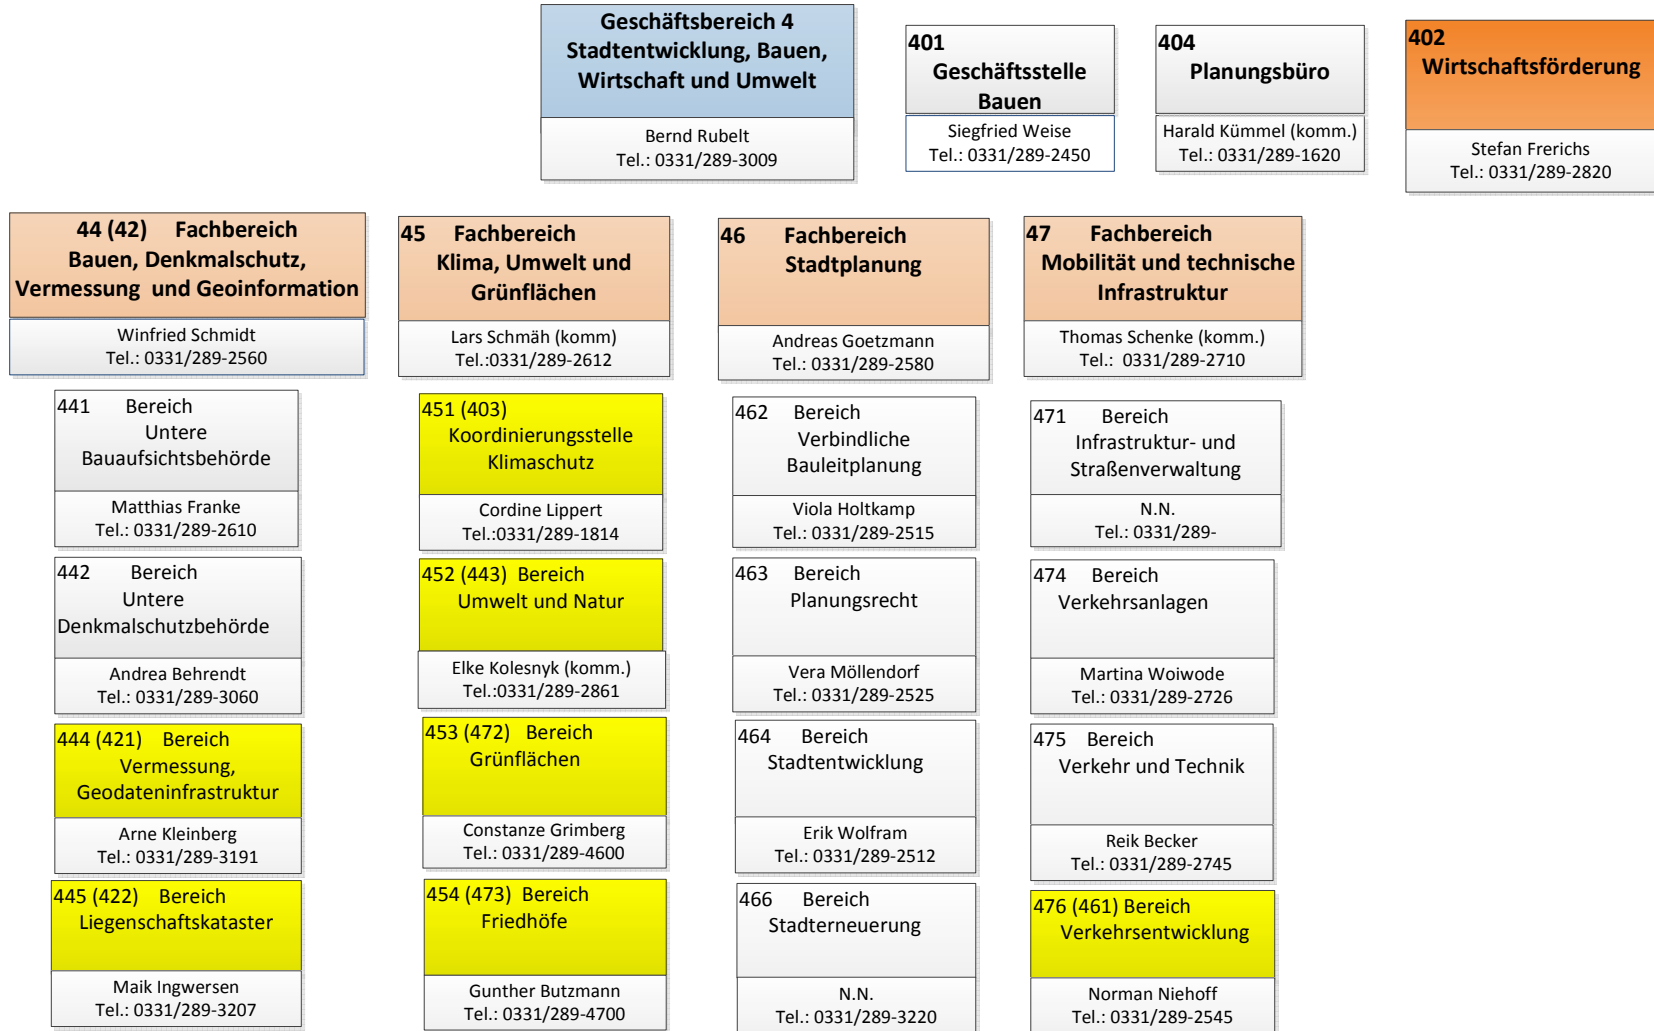 Geschäftsbereich 4
Stadtentwicklung, Bauen,
Wirtschaft und Umwelt
Bernd Rubelt
Tel.: 0331/289-3009
401
Geschäftsstelle
Bauen
Siegfried Weise
Tel.: 0331/289-2450
404
Planungsbüro
Harald Kümmel (komm.)
Tel.: 0331/289-1620
402
Wirtschaftsförderung
Stefan Frerichs
Tel.: 0331/289-2820
44 (42) Fachbereich
Bauen, Denkmalschutz,
Vermessung und Geoinformation
Winfried Schmidt
Tel.: 0331/289-2560
441 Bereich
Untere
Bauaufsichtsbehörde
Matthias Franke
Tel.: 0331/289-2610
442 Bereich
Untere
Denkmalschutzbehörde
Andrea Behrendt
Tel.: 0331/289-3060
444 (421) Bereich
Vermessung,
Geodateninfrastruktur
Arne Kleinberg
Tel.: 0331/289-3191
445 (422) Bereich
Liegenschaftskataster
Maik Ingwersen
Tel.: 0331/289-3207
45 Fachbereich
Klima, Umwelt und
Grünflächen
Lars Schmäh (komm)
Tel.:0331/289-2612
451 (403)
Koordinierungsstelle
Klimaschutz
Cordine Lippert
Tel.:0331/289-1814
452 (443) Bereich
Umwelt und Natur
Elke Kolesnyk (komm.)
Tel.:0331/289-2861
453 (472) Bereich
Grünflächen
Constanze Grimberg
Tel.: 0331/289-4600
454 (473) Bereich
Friedhöfe
Gunther Butzmann
Tel.: 0331/289-4700
46 Fachbereich
Stadtplanung
Andreas Goetzmann
Tel.: 0331/289-2580
462 Bereich
Verbindliche
Bauleitplanung
Viola Holtkamp
Tel.: 0331/289-2515
463 Bereich
Planungsrecht
Vera Möllendorf
Tel.: 0331/289-2525
464 Bereich
Stadtentwicklung
Erik Wolfram
Tel.: 0331/289-2512
466 Bereich
Stadterneuerung
N.N.
Tel.: 0331/289-3220
47 Fachbereich
Mobilität und technische
Infrastruktur
Thomas Schenke (komm.)
Tel.: 0331/289-2710
471 Bereich
Infrastruktur- und
Straßenverwaltung
N.N.
Tel.: 0331/289-
474 Bereich
Verkehrsanlagen
Martina Woiwode
Tel.: 0331/289-2726
475 Bereich
Verkehr und Technik
Reik Becker
Tel.: 0331/289-2745
476 (461) Bereich
Verkehrsentwicklung
Norman Niehoff
Tel.: 0331/289-2545